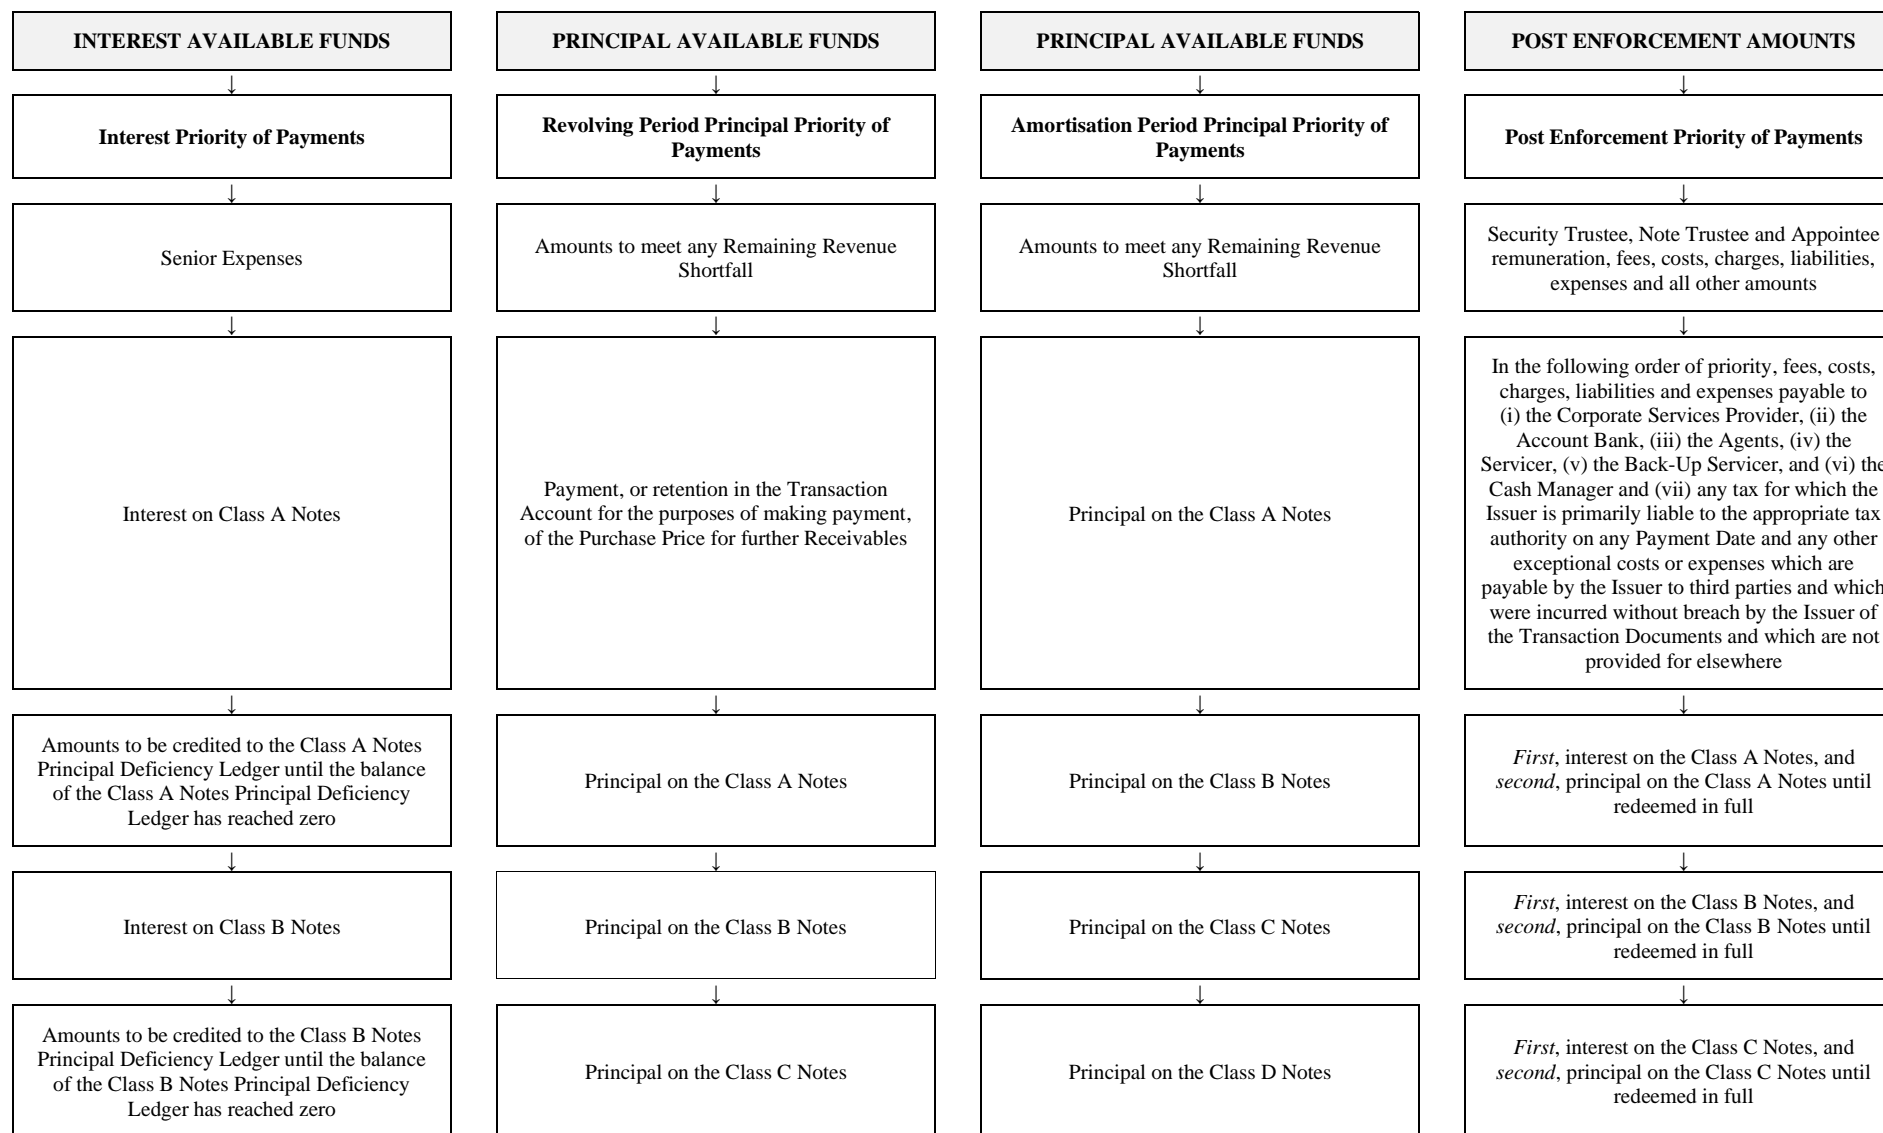 INTEREST AVAILABLE FUNDS
↓
Interest Priority of Payments
↓
Senior Expenses
↓
Interest on Class A Notes
↓
Amounts to be credited to the Class A Notes
Principal Deficiency Ledger until the balance
of the Class A Notes Principal Deficiency
Ledger has reached zero
↓
Interest on Class B Notes
↓
Amounts to be credited to the Class B Notes
Principal Deficiency Ledger until the balance
of the Class B Notes Principal Deficiency
Ledger has reached zero
PRINCIPAL AVAILABLE FUNDS
↓
Revolving Period Principal Priority of
Payments
↓
Amounts to meet any Remaining Revenue
Shortfall
↓
Payment, or retention in the Transaction
Account for the purposes of making payment,
of the Purchase Price for further Receivables
↓
Principal on the Class A Notes
↓
Principal on the Class B Notes
↓
Principal on the Class C Notes
PRINCIPAL AVAILABLE FUNDS
↓
Amortisation Period Principal Priority of
Payments
↓
Amounts to meet any Remaining Revenue
Shortfall
↓
Principal on the Class A Notes
↓
Principal on the Class B Notes
↓
Principal on the Class C Notes
↓
Principal on the Class D Notes
POST ENFORCEMENT AMOUNTS
↓
Post Enforcement Priority of Payments
↓
Security Trustee, Note Trustee and Appointee
remuneration, fees, costs, charges, liabilities,
expenses and all other amounts
↓
In the following order of priority, fees, costs,
charges, liabilities and expenses payable to
(i) the Corporate Services Provider, (ii) the
Account Bank, (iii) the Agents, (iv) the
Servicer, (v) the Back-Up Servicer, and (vi) the
Cash Manager and (vii) any tax for which the
Issuer is primarily liable to the appropriate tax
authority on any Payment Date and any other
exceptional costs or expenses which are
payable by the Issuer to third parties and which
were incurred without breach by the Issuer of
the Transaction Documents and which are not
provided for elsewhere
↓
First, interest on the Class A Notes, and
second, principal on the Class A Notes until
redeemed in full
↓
First, interest on the Class B Notes, and
second, principal on the Class B Notes until
redeemed in full
↓
First, interest on the Class C Notes, and
second, principal on the Class C Notes until
redeemed in full